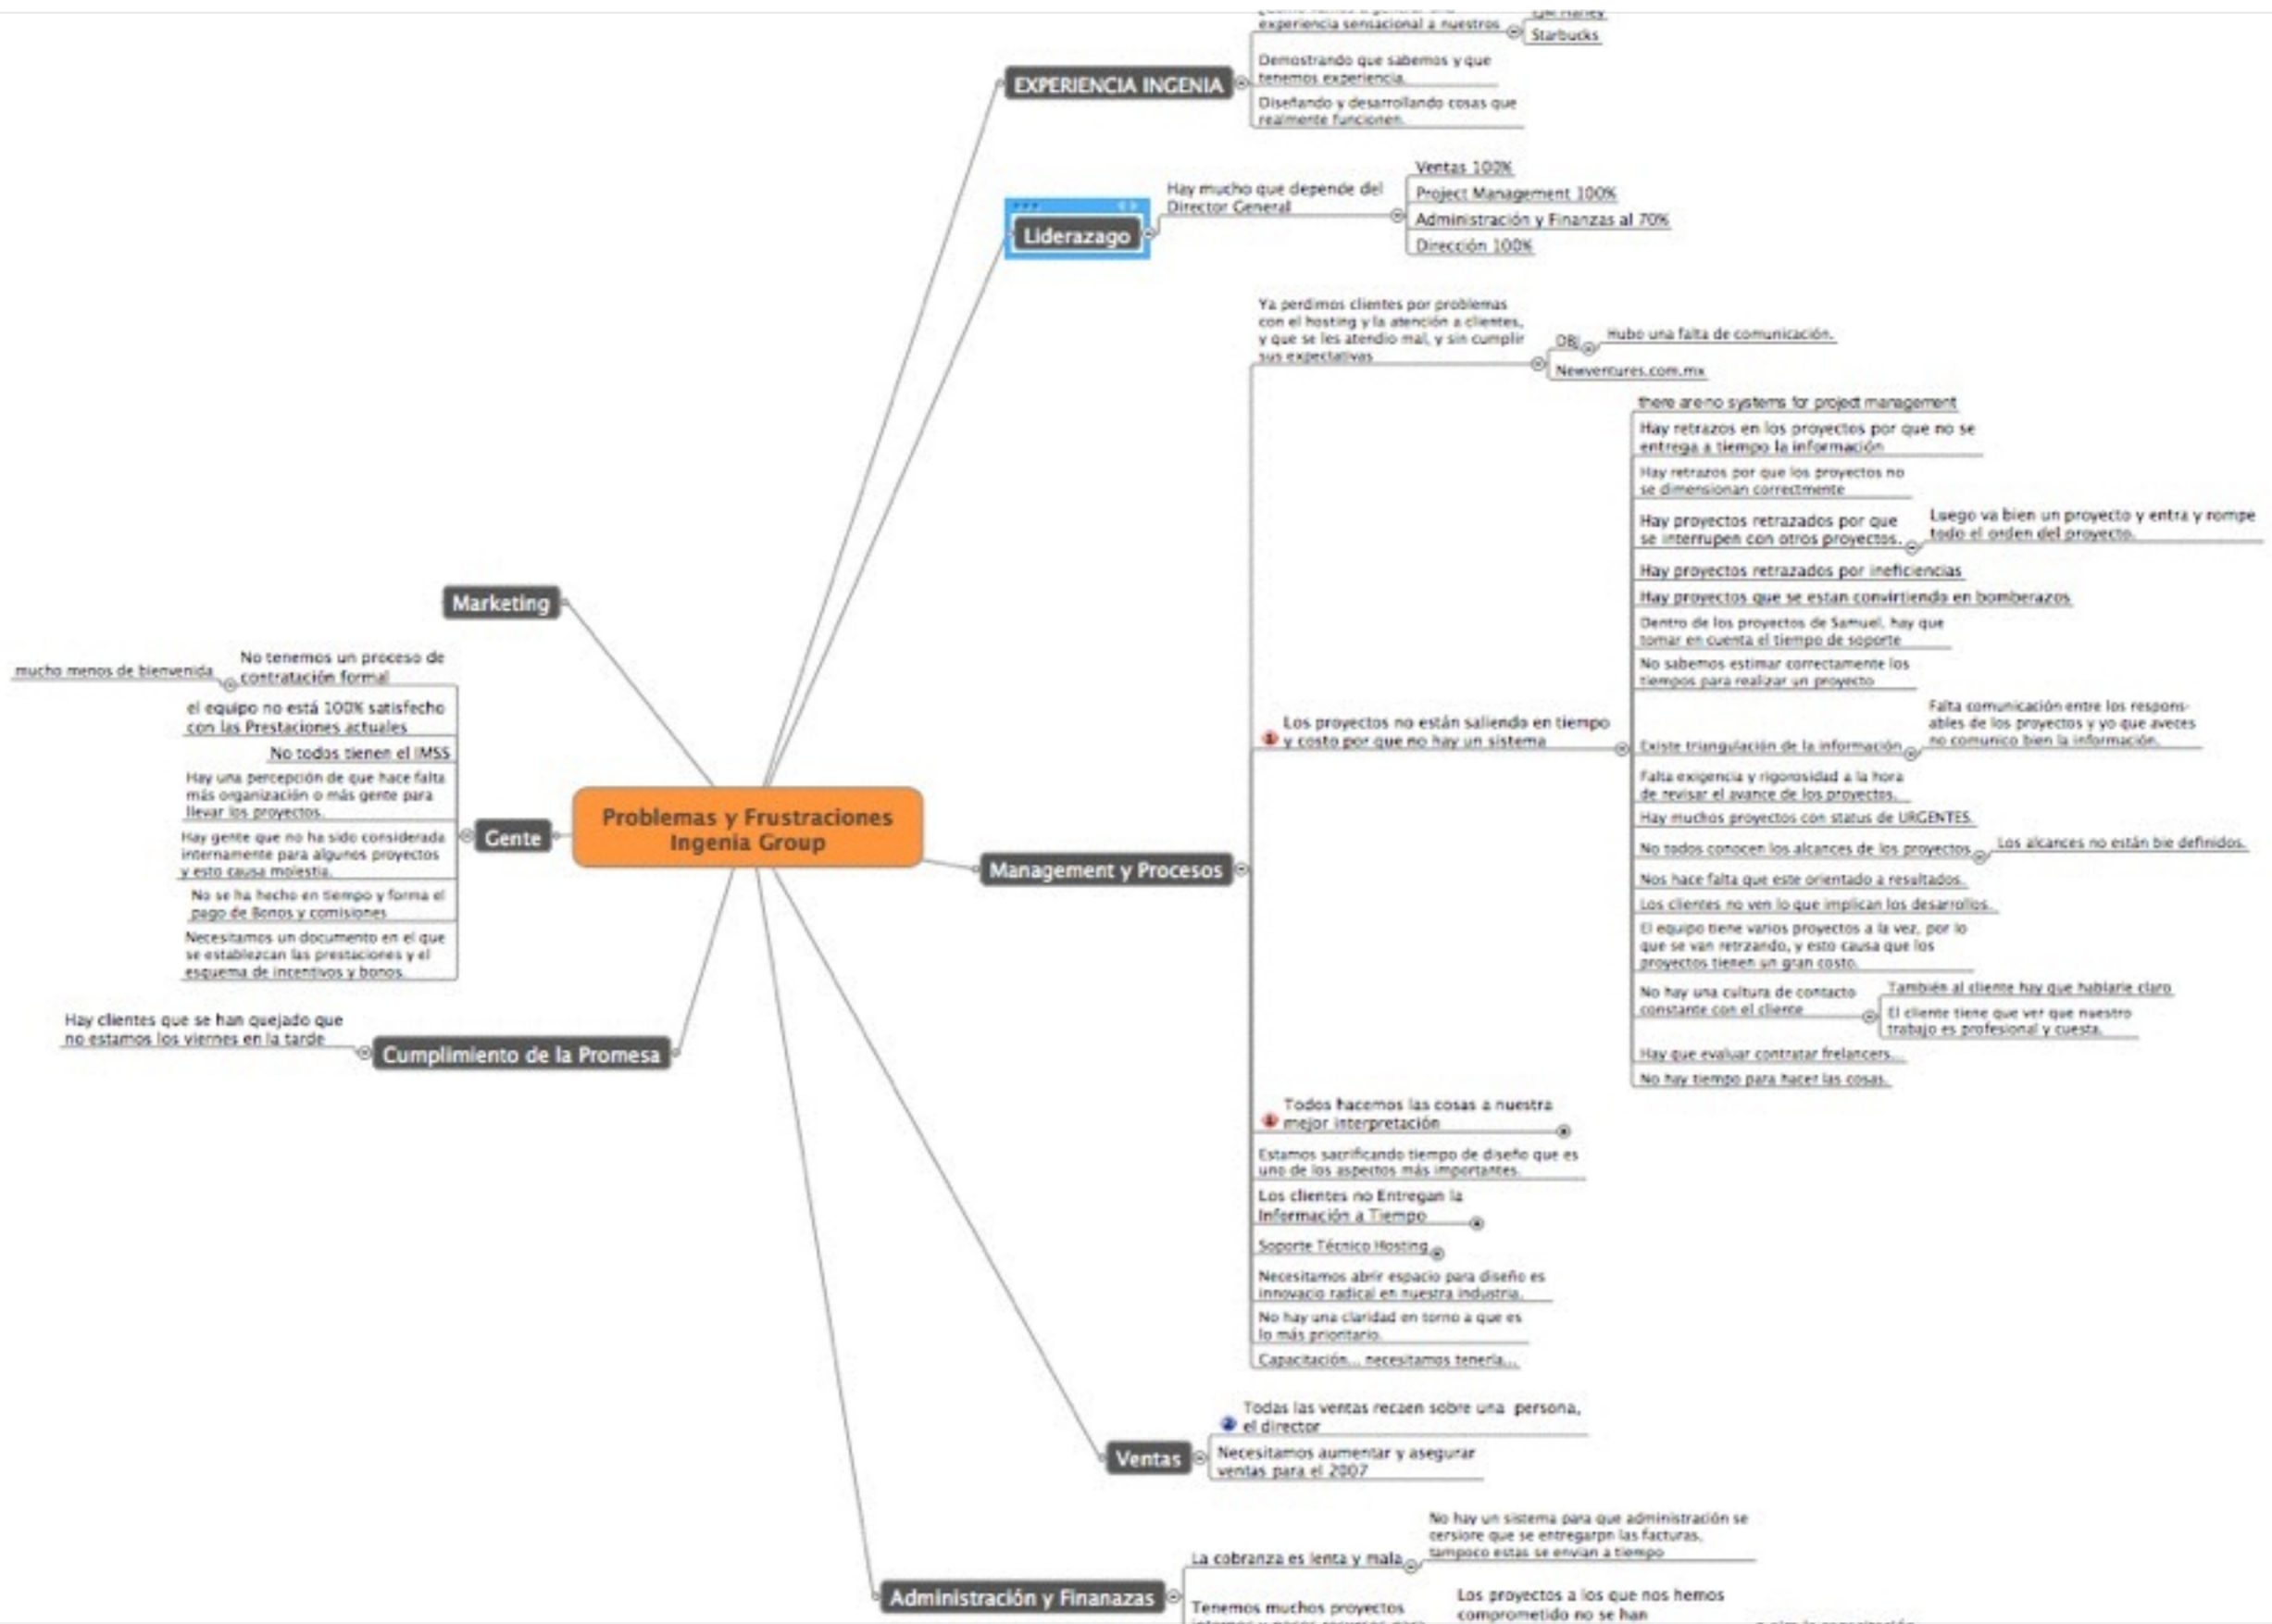 experiencia sensacional a nuestros
Starbucks
Demostrando que sabemos y que
tenemos experiencia.
Diseñando y desarrollando cosas que
realmente funcionen.
EXPERIENCIA INGENIA
Ventas 100%
Hay mucho que depende del
Director General
Project Management 100%
Administración y Finanzas al 70%
Dirección 100%
Liderazago
Ya perdimos clientes por problemas
con el hosting y la atención a clientes,
y que se les atendio mal, y sin cumplir
sus expectativas
Hubo una falta de comunicación.
Newventures.com.mx
there are no systems for project management
Hay retrazos en los proyectos por que no se
entrega a tiempo la información
Hay retrazos por que los proyectos no
se dimensionan correctmente
Hay proyectos retrazados por que
se interrupen con otros proyectos.
Luego va bien un proyecto y entra y rompe
todo el orden del proyecto.
Hay proyectos retrazados por ineficiencias
Hay proyectos que se estan convirtiendo en bomberazos
Dentro de los proyectos de Samuel, hay que
tomar en cuenta el tiempo de soporte
No sabemos estimar correctamente los
tiempos para realizar un proyecto
1 Los proyectos no están saliendo en tiempo
y costo por que no hay un sistema
Existe triangulación de la información
Falta comunicación entre los respons-
ables de los proyectos y yo que aveces
no comunico bien la información.
Falta exigencia y rigorosidad a la hora
de revisar el avance de los proyectos.
Hay muchos proyectos con status de URGENTES.
No todos conocen los alcances de los proyectos
Los alcances no están bie definidos.
Nos hace falta que este orientado a resultados.
Los clientes no ven lo que implican los desarrollos.
El equipo tiene varios proyectos a la vez, por lo
que se van retrzando, y esto causa que los
proyectos tienen un gran costo.
No hay una cultura de contacto
constante con el cliente
También al cliente hay que hablarle claro
El cliente tiene que ver que nuestro
trabajo es profesional y cuesta.
Hay que evaluar contratar frelancers...
No hay tiempo para hacer las cosas.
Management y Procesos
1 Todos hacemos las cosas a nuestra
mejor interpretación
Estamos sacrificando tiempo de diseño que es
uno de los aspectos más importantes.
Los clientes no Entregan la
Información a Tiempo
Soporte Técnico Hosting
Necesitamos abrir espacio para diseño es
innovacio radical en nuestra industria.
No hay una claridad en torno a que es
lo más prioritario.
Capacitación... necesitamos tenerla...
Marketing
Problemas y Frustraciones
Ingenia Group
Gente
No tenemos un proceso de
contratación formal
mucho menos de bienvenida
el equipo no está 100% satisfecho
con las Prestaciones actuales
No todos tienen el IMSS
Hay una percepción de que hace falta
más organización o más gente para
llevar los proyectos.
Hay gente que no ha sido considerada
internamente para algunos proyectos
y esto causa molestia.
No se ha hecho en tiempo y forma el
pago de Bonos y comisiones
Necesitamos un documento en el que
se establezcan las prestaciones y el
esquema de incentivos y bonos.
Hay clientes que se han quejado que
no estamos los viernes en la tarde
Cumplimiento de la Promesa
2 Todas las ventas recaen sobre una persona,
el director
Ventas
Necesitamos aumentar y asegurar
ventas para el 2007
La cobranza es lenta y mala
No hay un sistema para que administración se
cersiore que se entregarpn las facturas,
tampoco estas se envían a tiempo
Administración y Finanazas
Tenemos muchos proyectos
Los proyectos a los que nos hemos
comprometido no se han